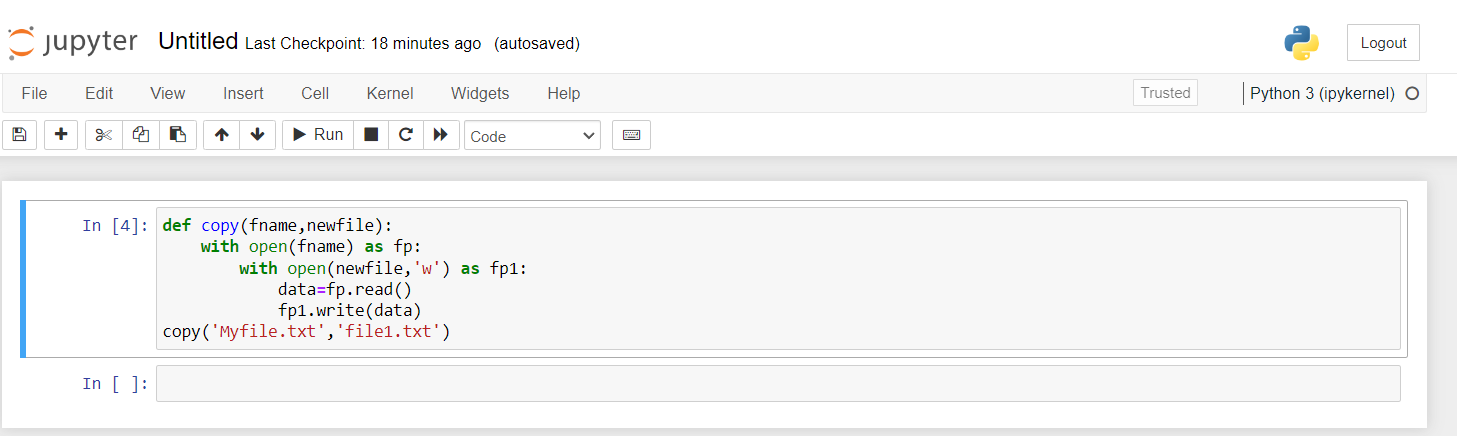 jupyter Untitled Last Checkpoint: 18 minutes ago (autosaved) Logout
File Edit View Insert Cell Kernel Widgets Help Trusted Python 3 (ipykernel)
Run Code
In [4]: def copy(fname,newfile):
    with open(fname) as fp:
        with open(newfile,'w') as fp1:
            data=fp.read()
            fp1.write(data)
copy('Myfile.txt','file1.txt')
In [ ]: